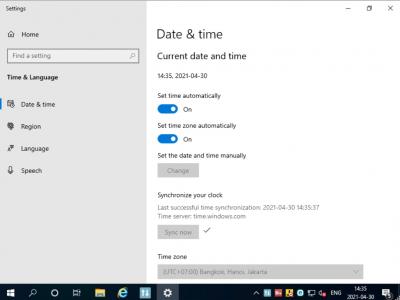 Settings
Home
Find a setting
Time & Language
Date & time
Region
Language
Speech
Date & time
Current date and time
14:35, 2021-04-30
Set time automatically
On
Set time zone automatically
On
Set the date and time manually
Change
Synchronize your clock
Last successful time synchronization: 2021-04-30 14:35:37
Time server: time.windows.com
Sync now
Time zone
(UTC+07:00) Bangkok, Hanoi, Jakarta
ENG
14:35
2021-04-30